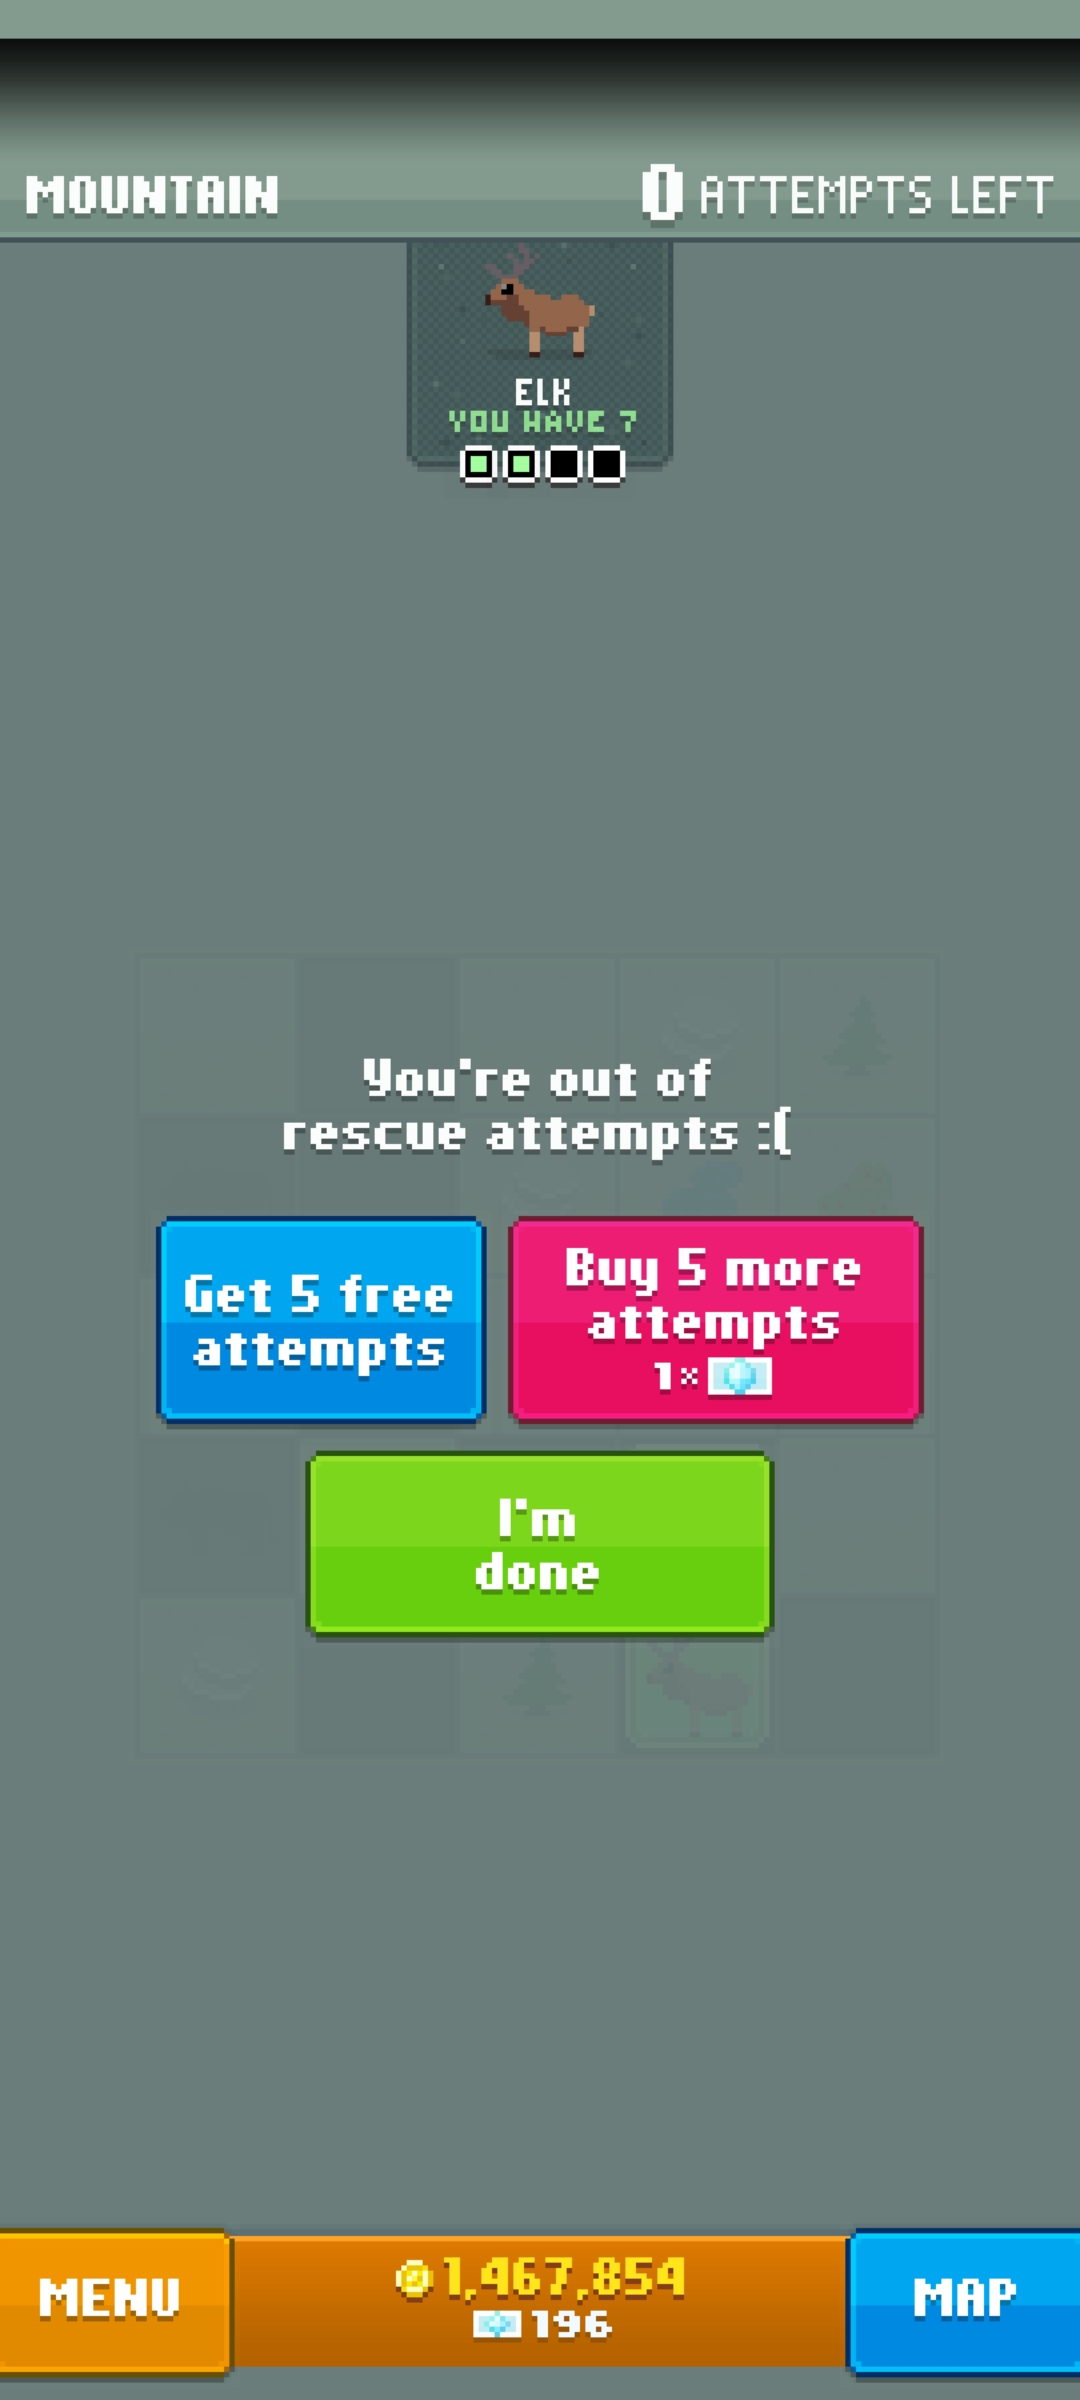 MOUNTAIN
0 ATTEMPTS LEFT
ELK
YOU HAVE 7
You're out of
rescue attempts :(
Get 5 free
attempts
Buy 5 more
attempts
1×
I'm
done
MENU
1,467,854
196
MAP